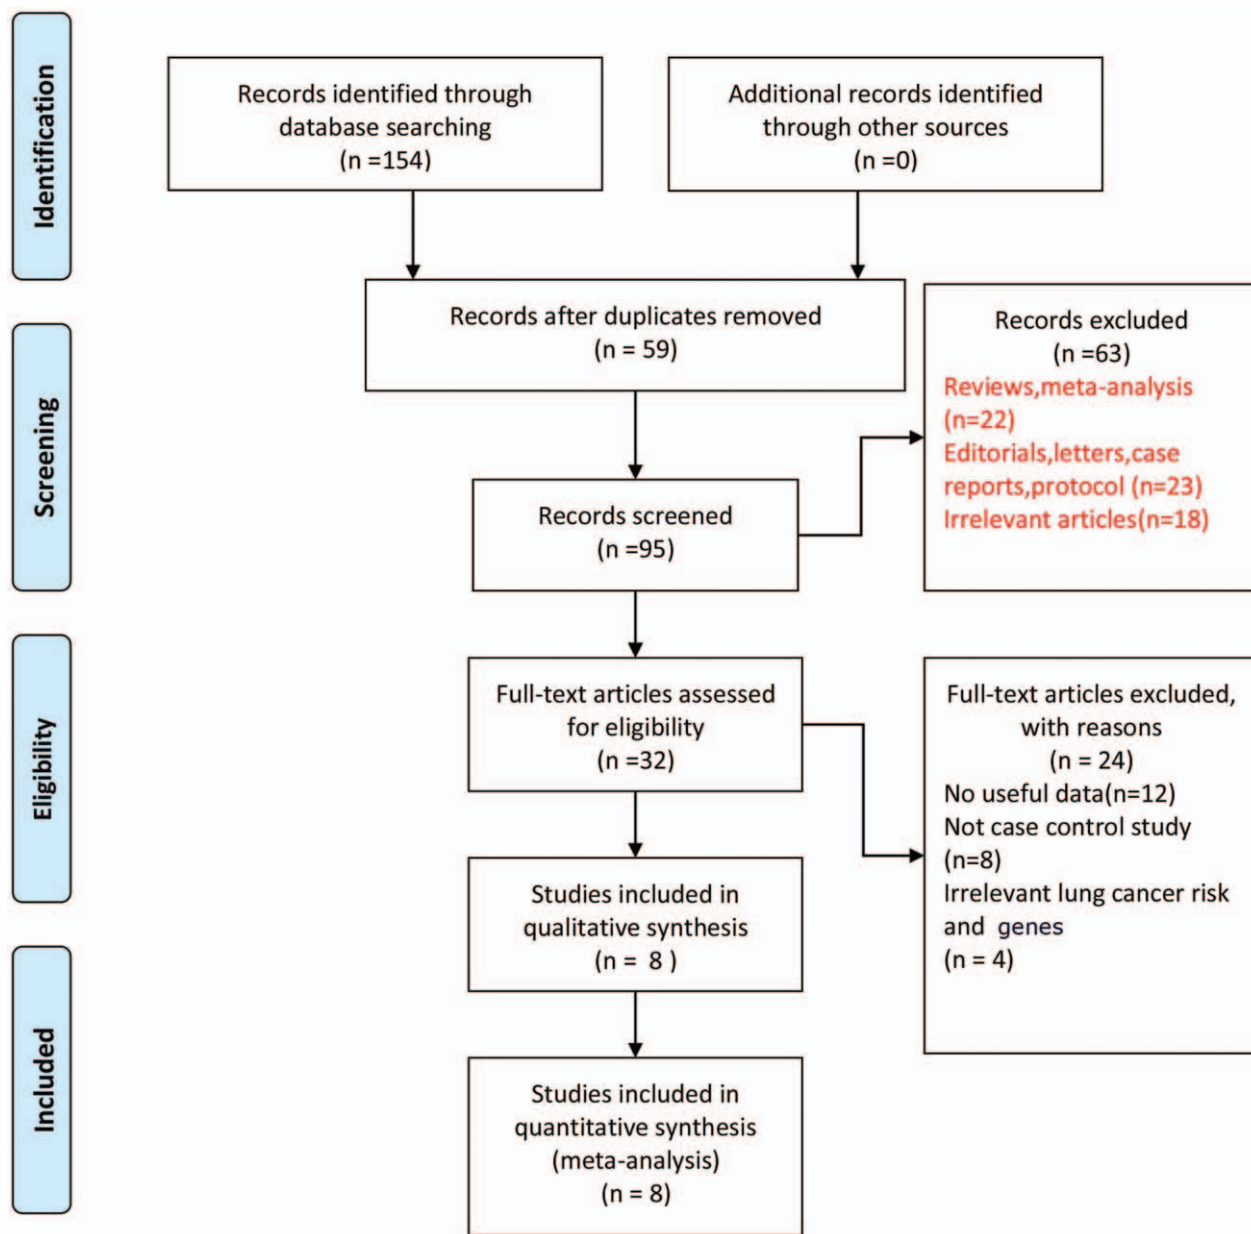 Identification
Records identified through
database searching
(n =154)
Additional records identified
through other sources
(n =0)
Records after duplicates removed
(n = 59)
Screening
Records excluded
(n =63)
Reviews,meta-analysis
(n=22)
Editorials,letters,case
reports,protocol (n=23)
Irrelevant articles(n=18)
Records screened
(n =95)
Eligibility
Full-text articles assessed
for eligibility
(n =32)
Full-text articles excluded,
with reasons
(n = 24)
No useful data(n=12)
Not case control study
(n=8)
Irrelevant lung cancer risk
and genes
(n = 4)
Studies included in
qualitative synthesis
(n = 8 )
Included
Studies included in
quantitative synthesis
(meta-analysis)
(n = 8)